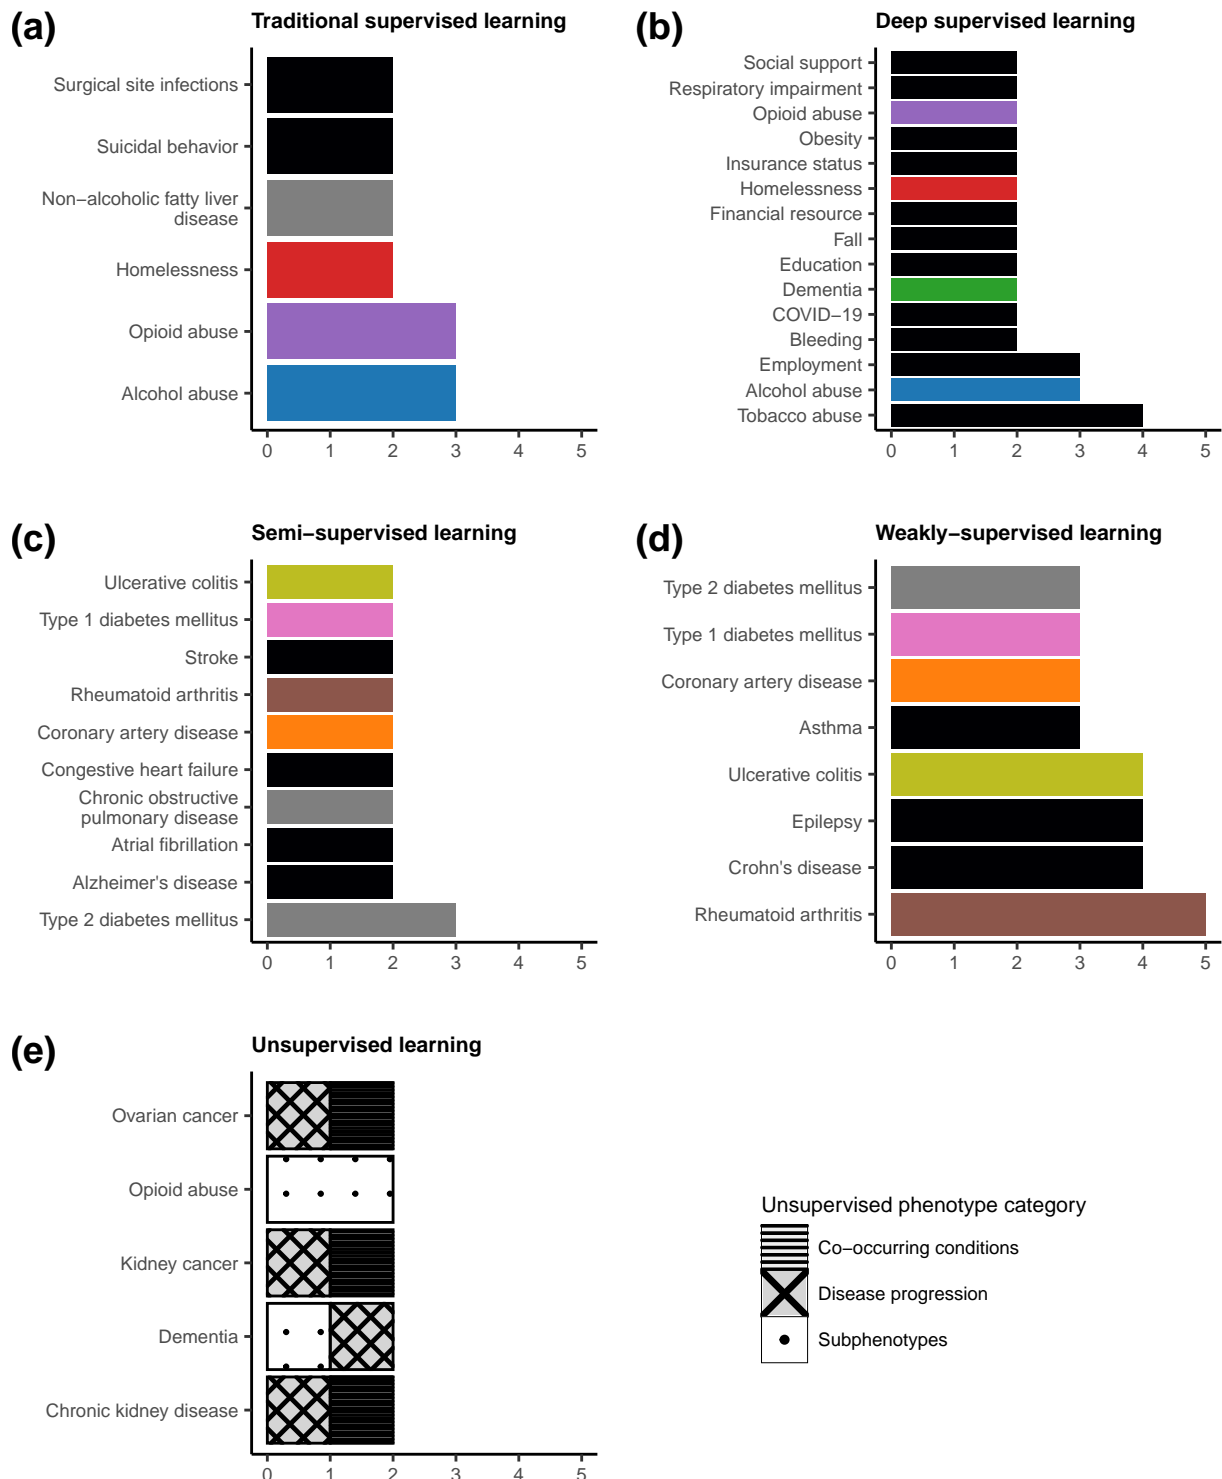 (a)
Traditional supervised learning
Surgical site infections
Suicidal behavior
Non−alcoholic fatty liver
disease
Homelessness
Opioid abuse
Alcohol abuse
0 1 2 3 4 5
(b)
Deep supervised learning
Social support
Respiratory impairment
Opioid abuse
Obesity
Insurance status
Homelessness
Financial resource
Fall
Education
Dementia
COVID−19
Bleeding
Employment
Alcohol abuse
Tobacco abuse
0 1 2 3 4 5
(c)
Semi−supervised learning
Ulcerative colitis
Type 1 diabetes mellitus
Stroke
Rheumatoid arthritis
Coronary artery disease
Congestive heart failure
Chronic obstructive
pulmonary disease
Atrial fibrillation
Alzheimer's disease
Type 2 diabetes mellitus
0 1 2 3 4 5
(d)
Weakly−supervised learning
Type 2 diabetes mellitus
Type 1 diabetes mellitus
Coronary artery disease
Asthma
Ulcerative colitis
Epilepsy
Crohn's disease
Rheumatoid arthritis
0 1 2 3 4 5
(e)
Unsupervised learning
Ovarian cancer
Opioid abuse
Kidney cancer
Dementia
Chronic kidney disease
0 1 2 3 4 5
Unsupervised phenotype category
Co−occurring conditions
Disease progression
Subphenotypes